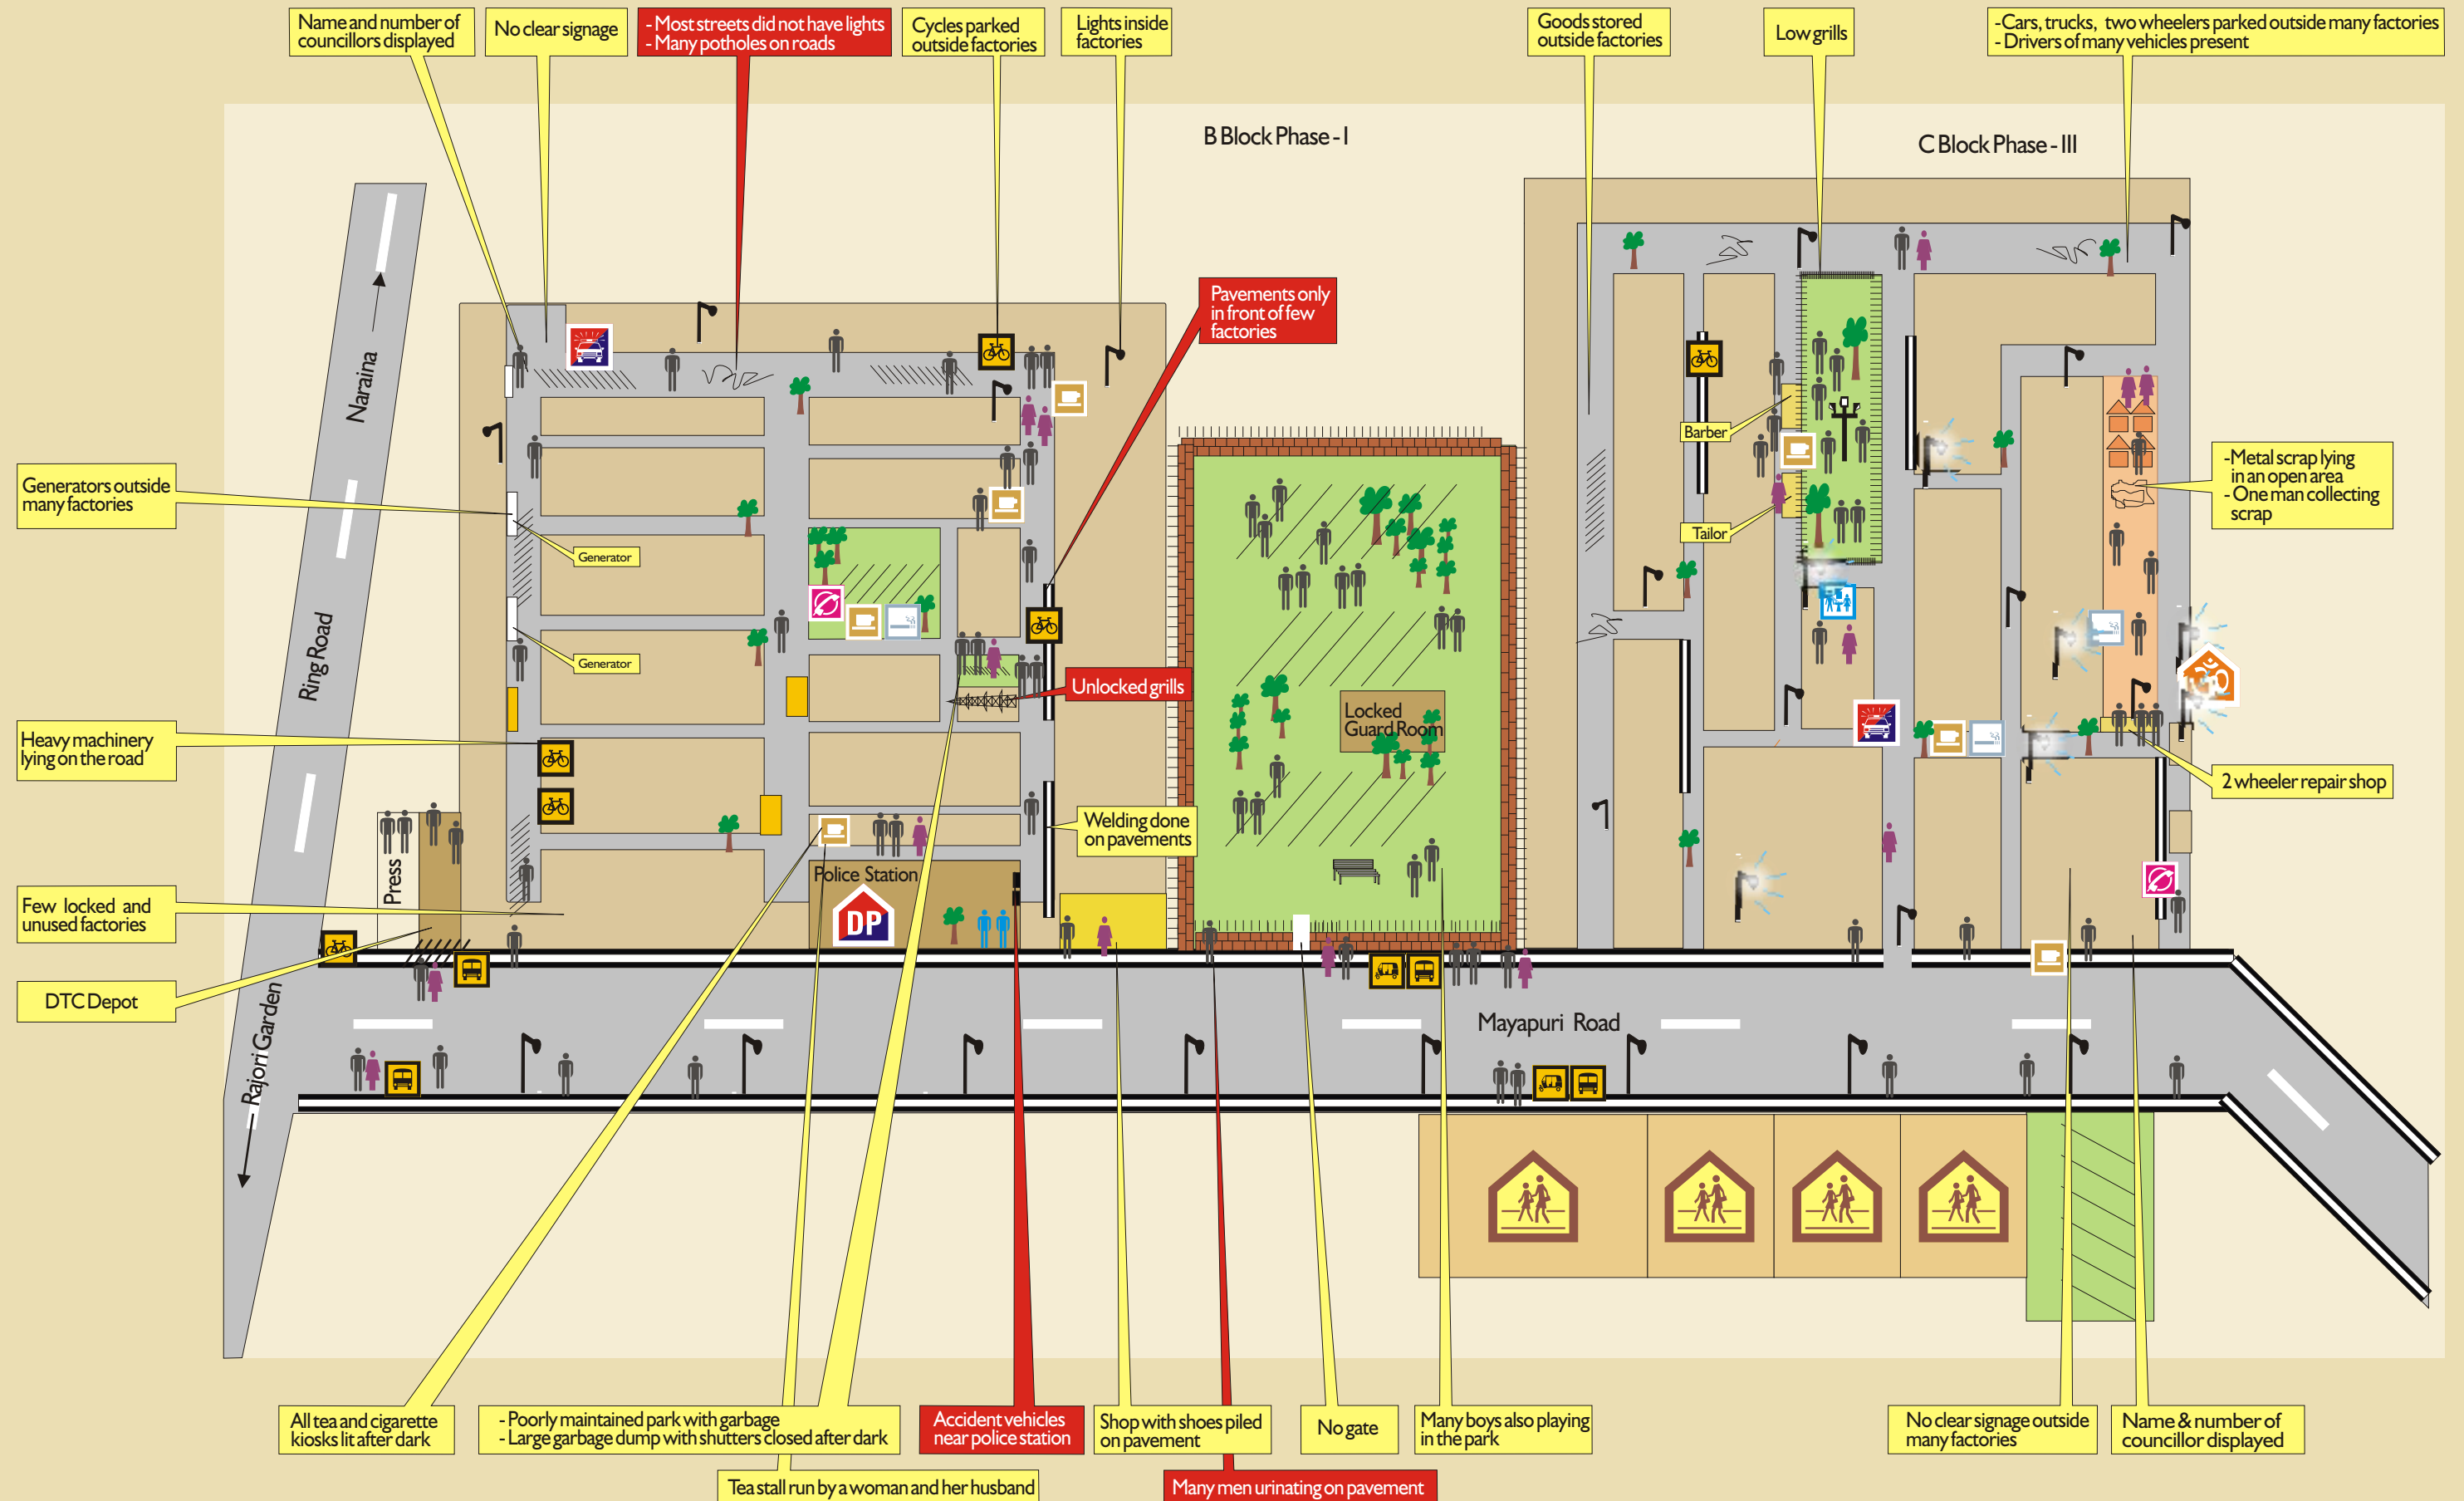 Name and number of
councillors displayed
No clear signage
- Most streets did not have lights
- Many potholes on roads
Cycles parked
outside factories
Lights inside
factories
Goods stored
outside factories
Low grills
-Cars, trucks, two wheelers parked outside many factories
- Drivers of many vehicles present
B Block Phase - I
C Block Phase - III
Pavements only
in front of few
factories
Naraina
Ring Road
Rajori Garden
Generators outside
many factories
Generator
Generator
Barber
Tailor
-Metal scrap lying
in an open area
- One man collecting
scrap
Unlocked grills
Locked
Guard Room
Heavy machinery
lying on the road
2 wheeler repair shop
Welding done
on pavements
Press
Police Station
DP
ॐ
Few locked and
unused factories
DTC Depot
Mayapuri Road
All tea and cigarette
kiosks lit after dark
- Poorly maintained park with garbage
- Large garbage dump with shutters closed after dark
Accident vehicles
near police station
Shop with shoes piled
on pavement
No gate
Many boys also playing
in the park
No clear signage outside
many factories
Name & number of
councillor displayed
Tea stall run by a woman and her husband
Many men urinating on pavement